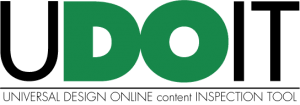 UDOIT
UNIVERSAL DESIGN ONLINE content INSPECTION TOOL